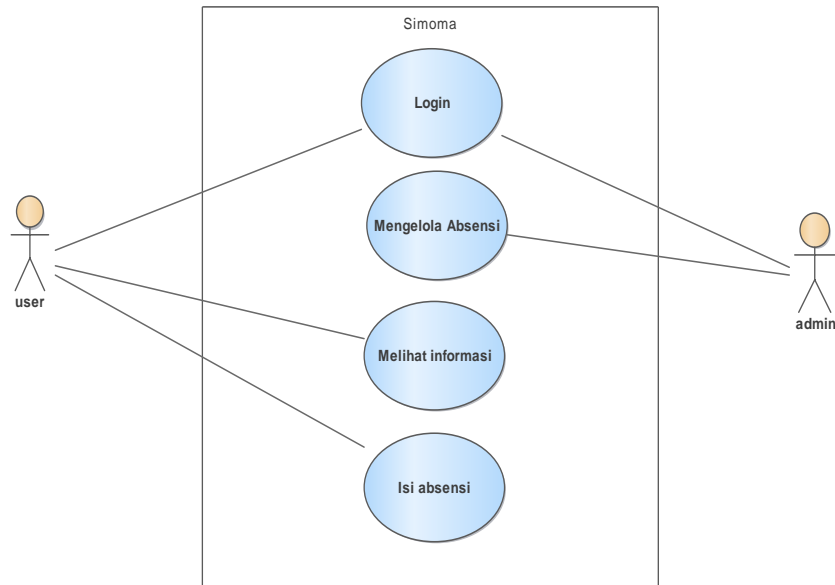 Simoma
Login
Mengelola Absensi
user
admin
Melihat informasi
Isi absensi